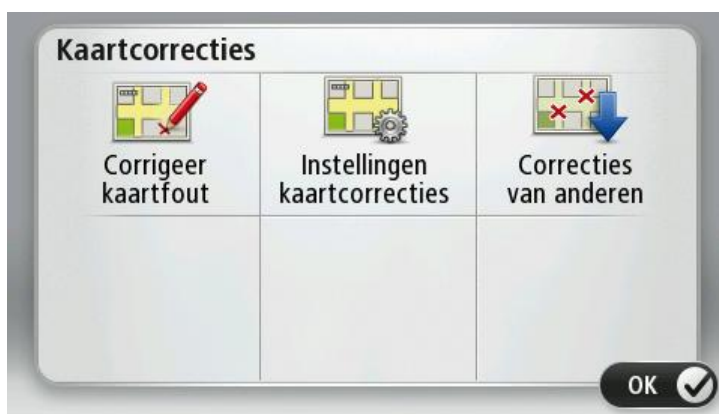 Kaartcorrecties
Corrigeer
kaartfout
Instellingen
kaartcorrecties
Correcties
van anderen
OK